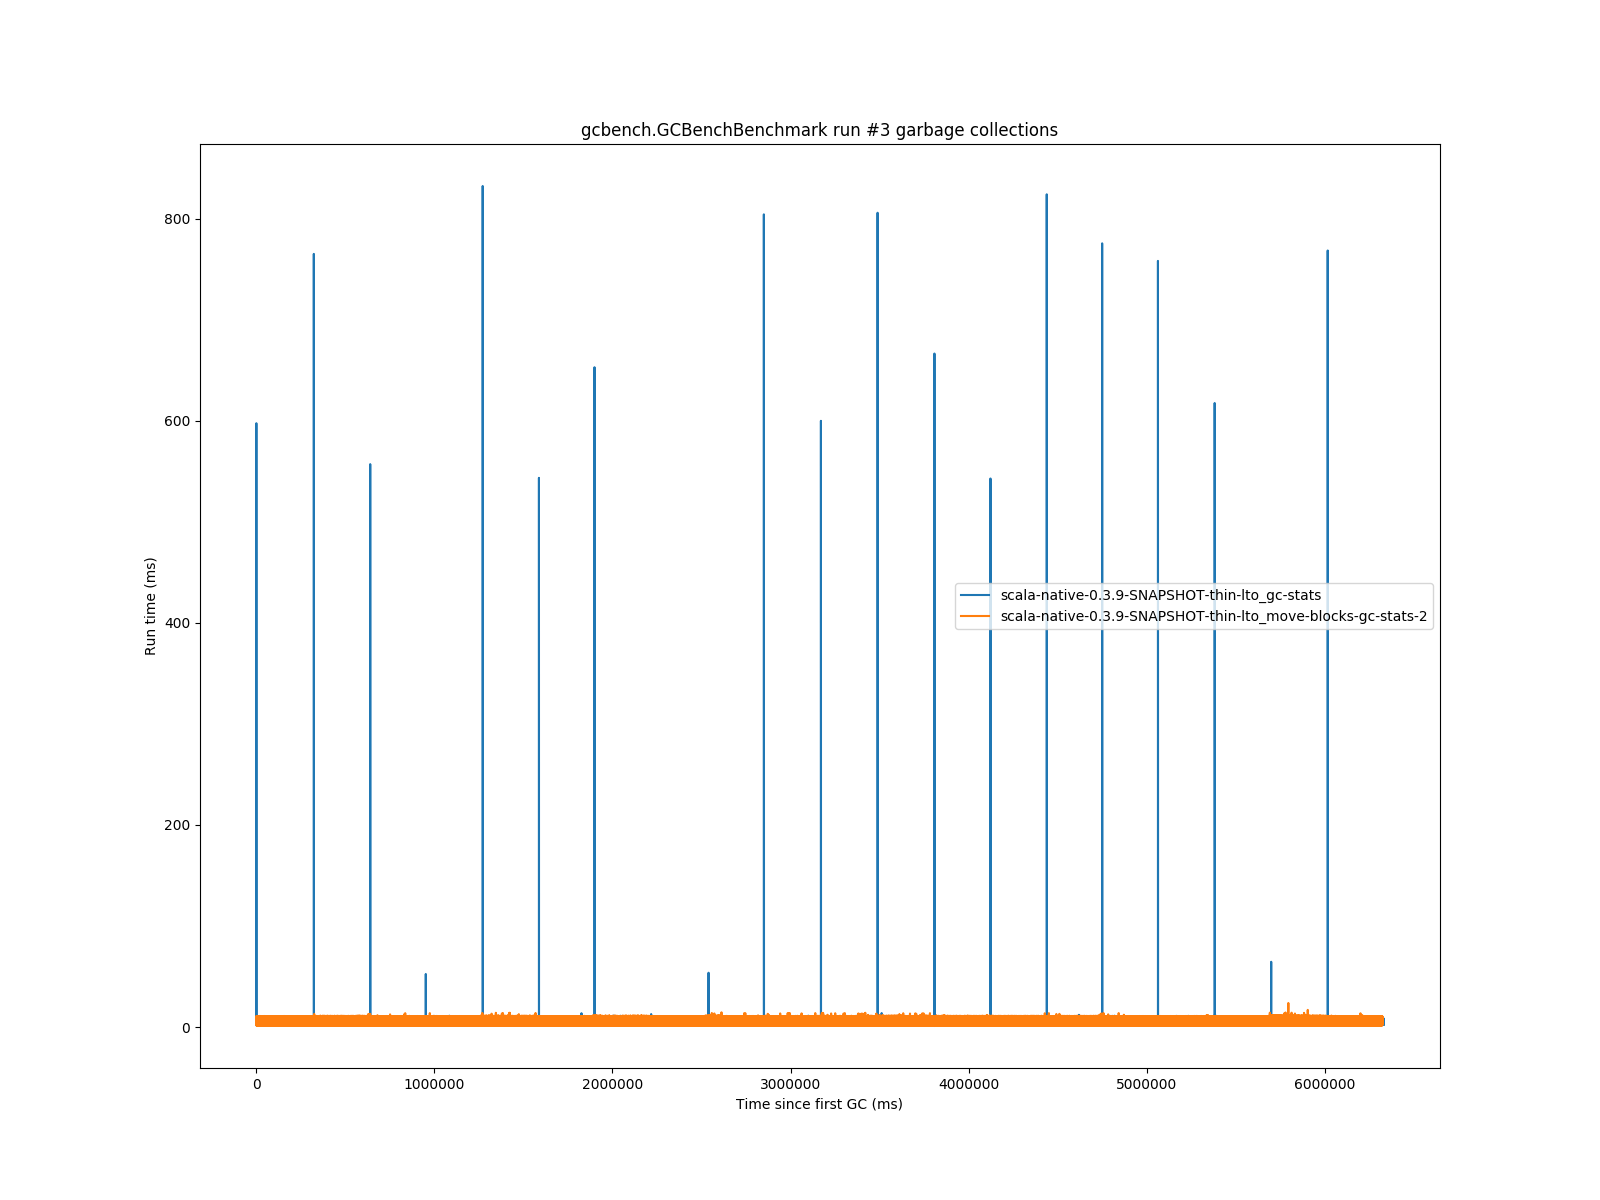 gcbench.GCBenchBenchmark run #3 garbage collections
800
600
400
200
0
Run time (ms)
scala-native-0.3.9-SNAPSHOT-thin-lto_gc-stats
scala-native-0.3.9-SNAPSHOT-thin-lto_move-blocks-gc-stats-2
0 1000000 2000000 3000000 4000000 5000000 6000000
Time since first GC (ms)